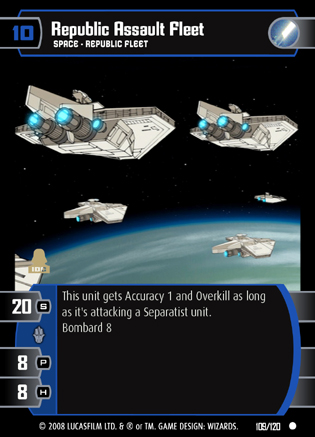 10
Republic Assault Fleet
SPACE - REPUBLIC FLEET
20 S
This unit gets Accuracy 1 and Overkill as long
as it's attacking a Separatist unit.
Bombard 8
8 P
8 H
© 2008 LUCASFILM LTD. & ® or TM. GAME DESIGN: WIZARDS. 109/120